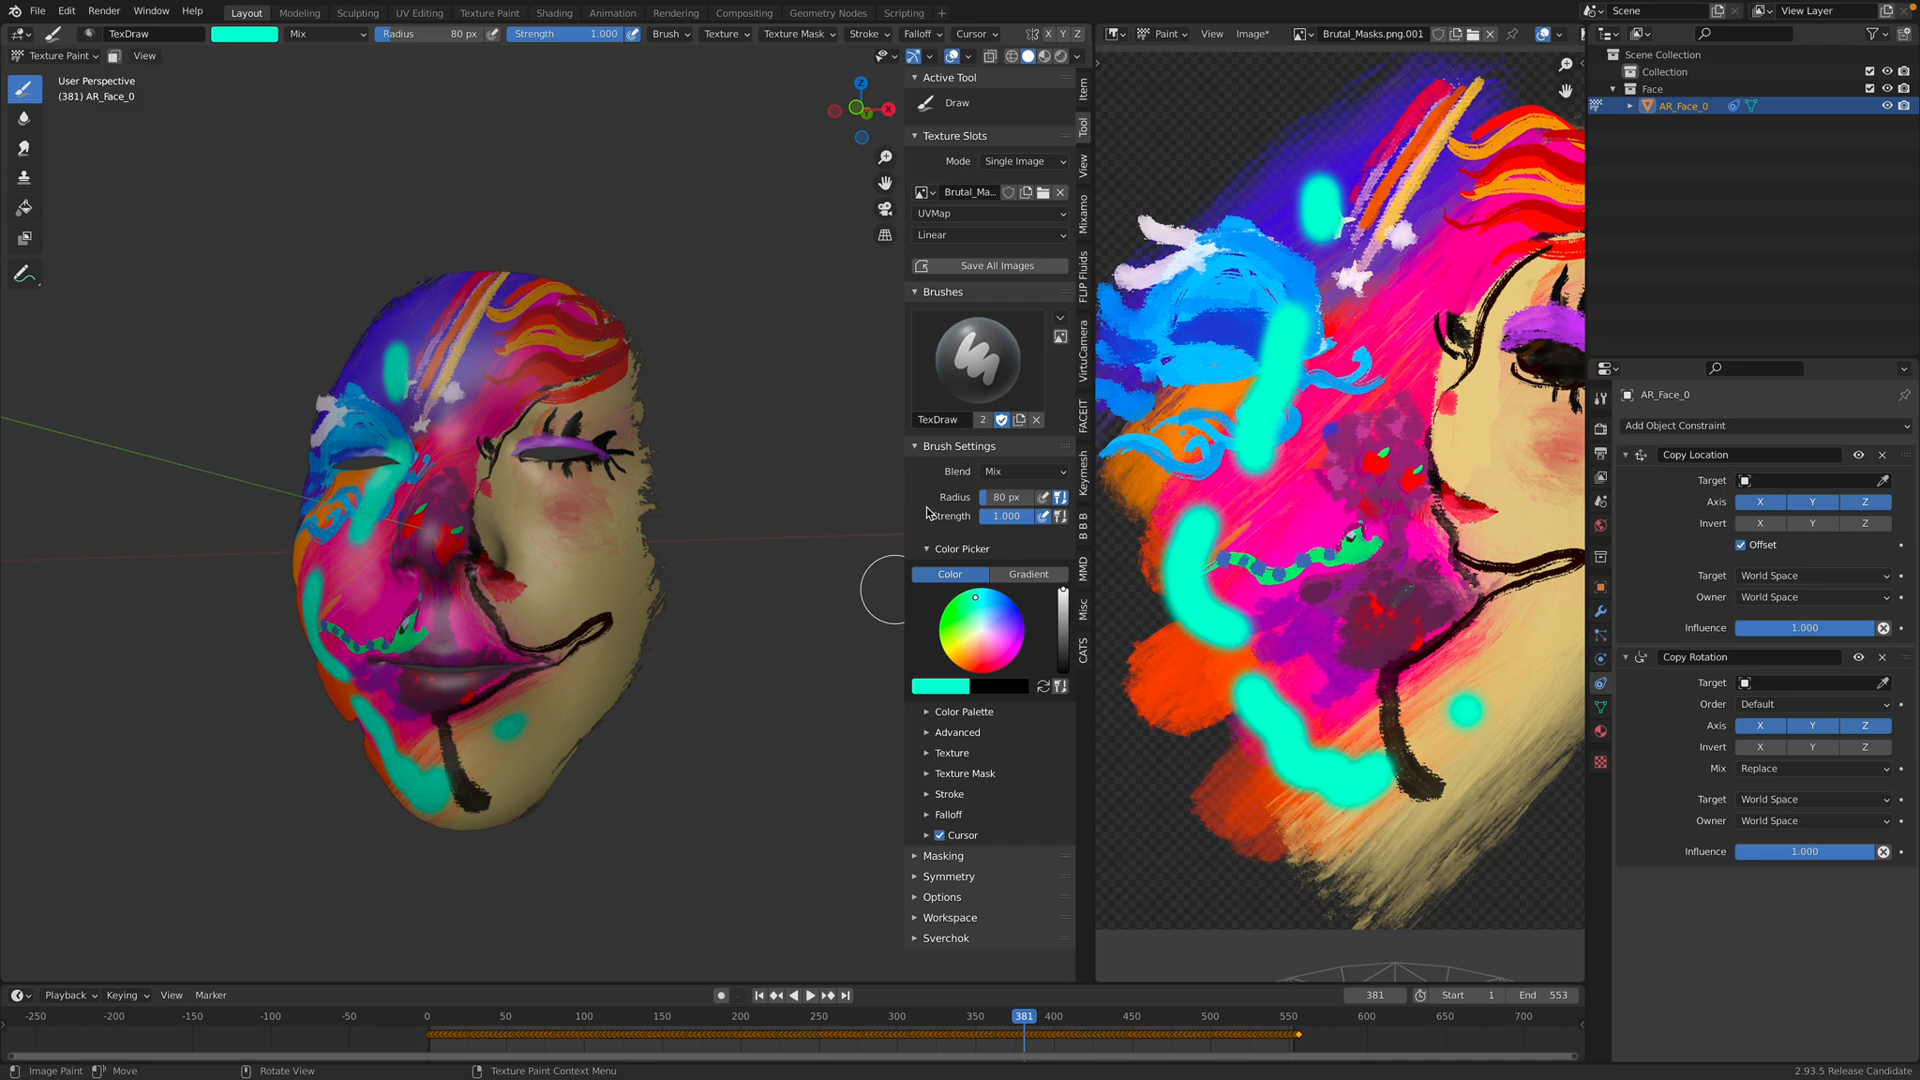 File Edit Render Window Help Layout Modeling Sculpting UV Editing Texture Paint Shading Animation Rendering Compositing Geometry Nodes Scripting + Scene View Layer
TexDraw Mix Radius 80 px Strength 1.000 Brush Texture Texture Mask Stroke Falloff Cursor X Y Z Paint View Image* Brutal_Masks.png.001
Texture Paint View
User Perspective
(381) AR_Face_0
Z
X
Y
Active Tool
Draw
Texture Slots
Mode Single Image
Brutal_Ma...
UVMap
Linear
Save All Images
Brushes
TexDraw 2
Brush Settings
Blend Mix
Radius 80 px
Strength 1.000
Color Picker
Color Gradient
Color Palette
Advanced
Texture
Texture Mask
Stroke
Falloff
Cursor
Masking
Symmetry
Options
Workspace
Sverchok
Item
Tool
View
Mixamo
FLIP Fluids
VirtuCamera
FACEIT
Keymesh
B B B
MMD
Misc
CATS
Scene Collection
Collection
Face
AR_Face_0
AR_Face_0
Add Object Constraint
Copy Location
Target
Axis X Y Z
Invert X Y Z
Offset
Target World Space
Owner World Space
Influence 1.000
Copy Rotation
Target
Order Default
Axis X Y Z
Invert X Y Z
Mix Replace
Target World Space
Owner World Space
Influence 1.000
Playback Keying View Marker 381 Start 1 End 553
-250 -200 -150 -100 -50 0 50 100 150 200 250 300 350 381 400 450 500 550 600 650 700
Image Paint Move Rotate View Texture Paint Context Menu 2.93.5 Release Candidate